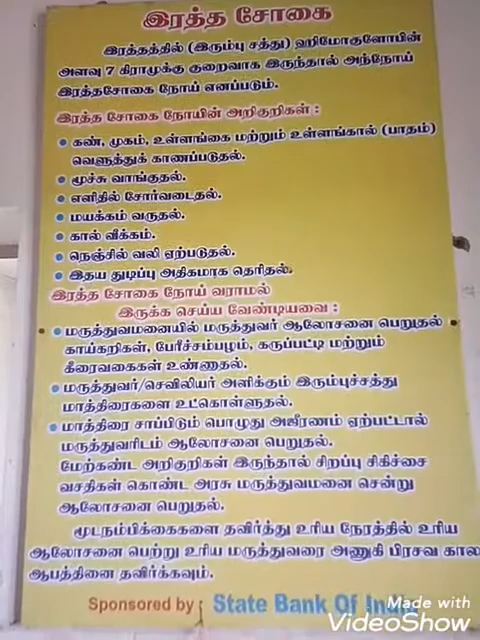 இரத்த சோகை
இரத்தத்தில் (இரும்பு சத்து) ஹிமோகுளோபின்
அளவு 7 கிராமுக்கு குறைவாக இருந்தால் அந்நோய்
இரத்தசோகை நோய் எனப்படும்.
இரத்த சோகை நோயின் அறிகுறிகள் :
கண், முகம், உள்ளங்கை மற்றும் உள்ளங்கால் (பாதம்)
வெளுத்துக் காணப்படுதல்.
மூச்சு வாங்குதல்.
எளிதில் சோர்வடைதல்.
மயக்கம் வருதல்.
கால் வீக்கம்.
நெஞ்சில் வலி ஏற்படுதல்.
இதய துடிப்பு அதிகமாக தெரிதல்.
இரத்த சோகை நோய் வராமல்
இருக்க செய்ய வேண்டியவை :
மருத்துவமனையில் மருத்துவர் ஆலோசனை பெறுதல்
காய்கறிகள், பேரீச்சம்பழம், கருப்பட்டி மற்றும்
கீரைவகைகள் உண்ணுதல்.
மருத்துவர்/செவிலியர் அளிக்கும் இரும்புச்சத்து
மாத்திரைகளை உட்கொள்ளுதல்.
மாத்திரை சாப்பிடும் பொழுது அஜீரணம் ஏற்பட்டால்
மருத்துவரிடம் ஆலோசனை பெறுதல்.
மேற்கண்ட அறிகுறிகள் இருந்தால் சிறப்பு சிகிச்சை
வசதிகள் கொண்ட அரசு மருத்துவமனை சென்று
ஆலோசனை பெறுதல்.
மூடநம்பிக்கைகளை தவிர்த்து உரிய நேரத்தில் உரிய
ஆலோசனை பெற்று உரிய மருத்துவரை அணுகி பிரசவ கால
ஆபத்தினை தவிர்க்கவும்.
Sponsored by : State Bank Of India
Made with
VideoShow